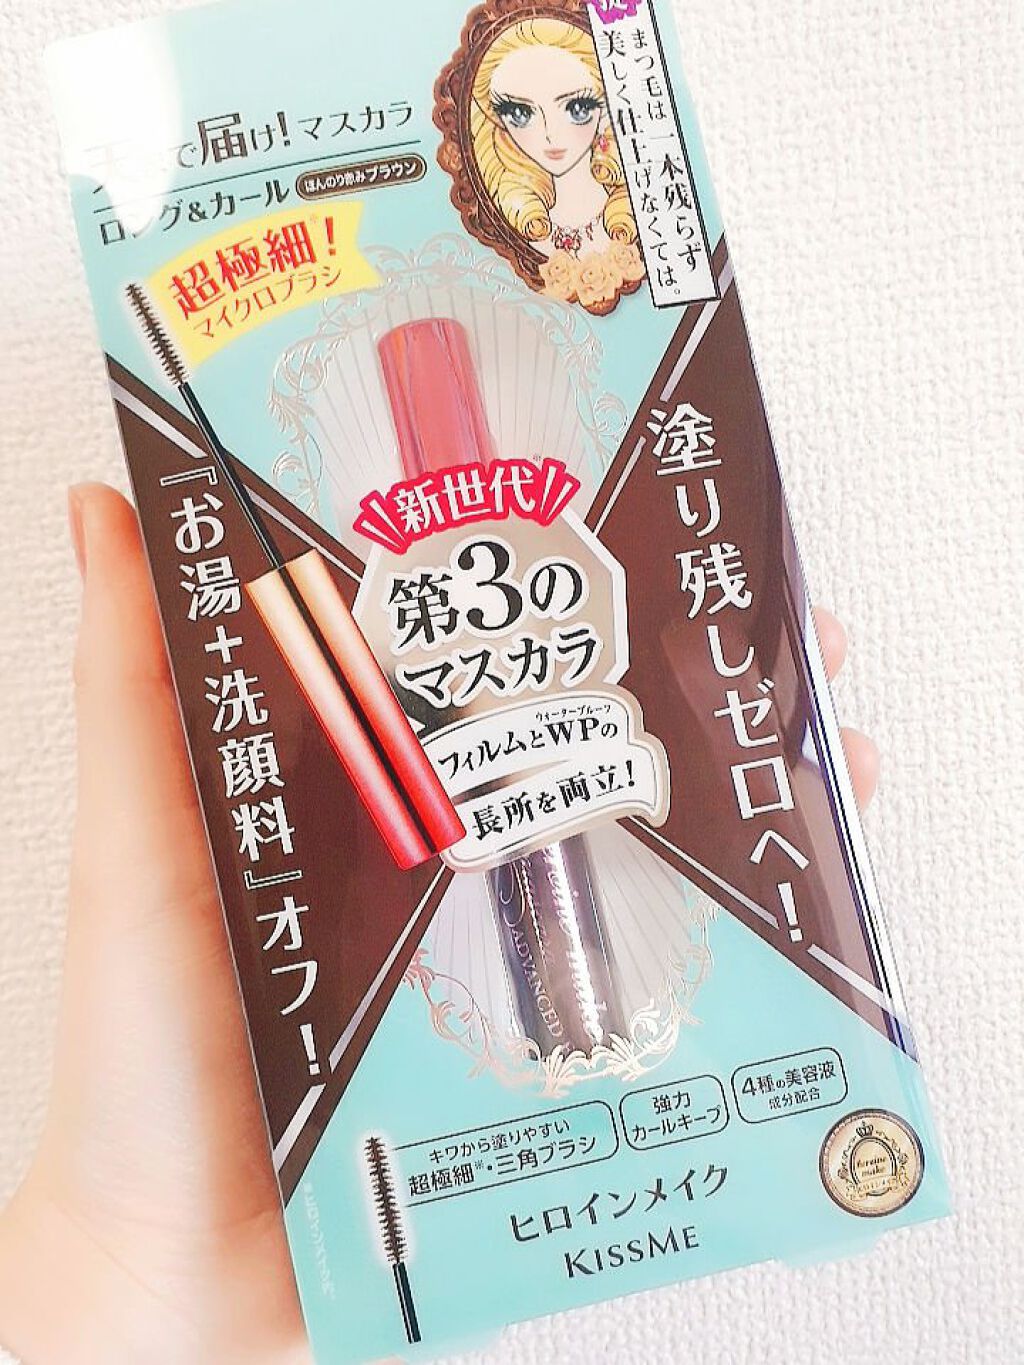 で届け!マスカラ
ロング&カール
ほんのり赤みブラウン
まつ毛は一本残らず
美しく仕上げなくては。
超極細※!
マイクロブラシ
『お湯+洗顔料』オフ!
塗り残しゼロへ!
新世代※
第3の
マスカラ
ウォータープルーフ
フィルムとWPの
長所を両立!
ADVANCED
キワから塗りやすい
超極細※・三角ブラシ
強力
カールキープ
4種の美容液
成分配合
heroine
make
ヒロインメイク
KISSME